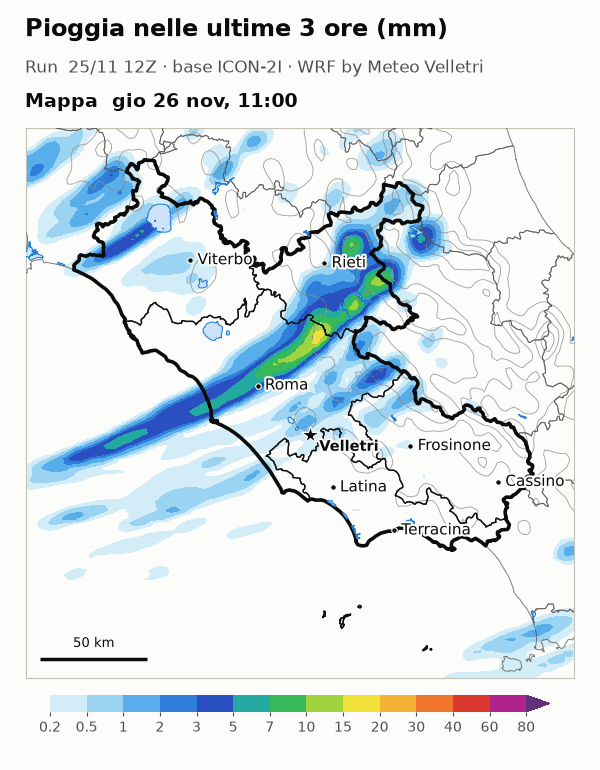 Pioggia nelle ultime 3 ore (mm)
Run  25/11 12Z · base ICON-2I · WRF by Meteo Velletri
Mappa  gio 26 nov, 11:00
Viterbo
Rieti
Roma
Velletri
Frosinone
Cassino
Latina
Terracina
50 km
0.2 0.5 1 2 3 5 7 10 15 20 30 40 60 80